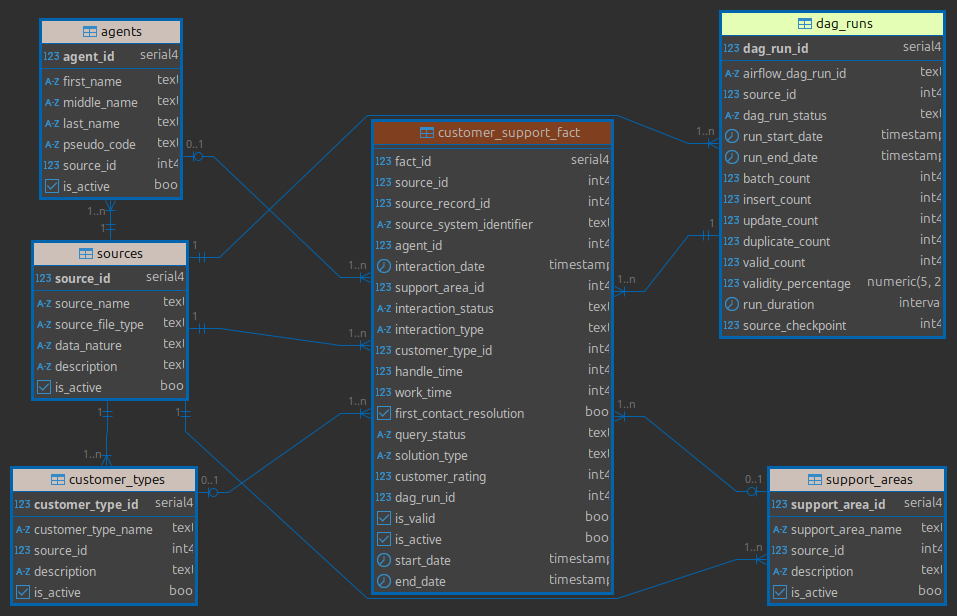 agents
123 agent_id serial4
A-Z first_name text
A-Z middle_name text
A-Z last_name text
A-Z pseudo_code text
123 source_id int4
is_active boo
0..1
1..n
1
sources
123 source_id serial4
A-Z source_name text
A-Z source_file_type text
A-Z data_nature text
A-Z description text
is_active boo
1
1
1
1
1..n
customer_types
123 customer_type_id serial4
A-Z customer_type_name text
123 source_id int4
A-Z description text
is_active boo
0..1
customer_support_fact
123 fact_id serial4
123 source_id int4
123 source_record_id int4
A-Z source_system_identifier text
123 agent_id int4
interaction_date timestamp
123 support_area_id int4
A-Z interaction_status text
A-Z interaction_type text
123 customer_type_id int4
123 handle_time int4
123 work_time int4
first_contact_resolution boo
A-Z query_status text
A-Z solution_type text
123 customer_rating int4
123 dag_run_id int4
is_valid boo
is_active boo
start_date timestamp
end_date timestamp
1..n
1..n
1..n
1..n
1..n
dag_runs
123 dag_run_id serial4
A-Z airflow_dag_run_id text
123 source_id int4
A-Z dag_run_status text
run_start_date timestamp
run_end_date timestamp
123 batch_count int4
123 insert_count int4
123 update_count int4
123 duplicate_count int4
123 valid_count int4
123 validity_percentage numeric(5, 2
run_duration interva
123 source_checkpoint int4
1..n
1
support_areas
123 support_area_id serial4
A-Z support_area_name text
123 source_id int4
A-Z description text
is_active boo
0..1
1..n